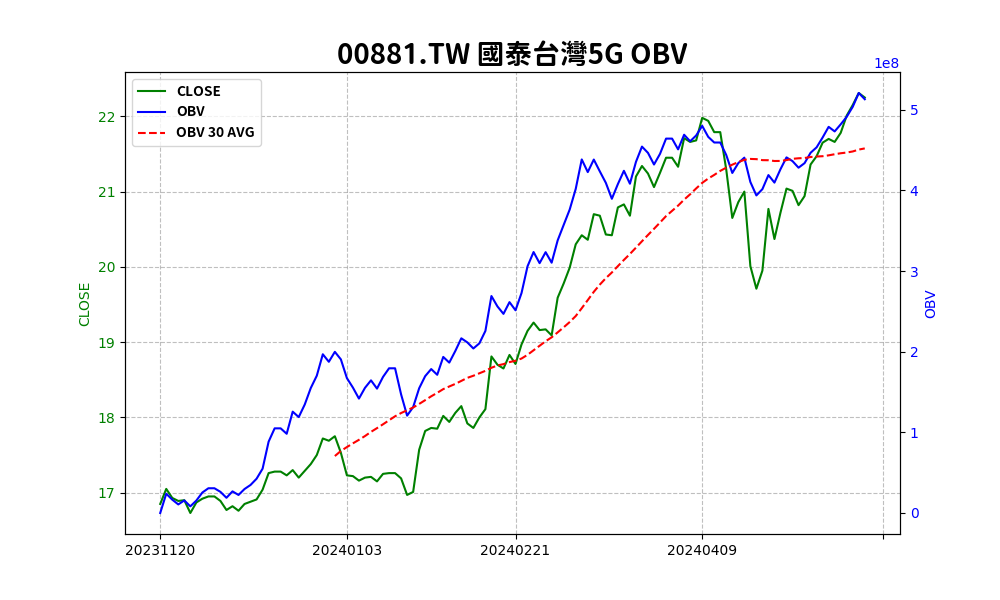 00881.TW 國泰台灣5G OBV
1e8
CLOSE
OBV
OBV 30 AVG
22
21
20
19
18
17
CLOSE
5
4
3
2
1
0
OBV
20231120
20240103
20240221
20240409